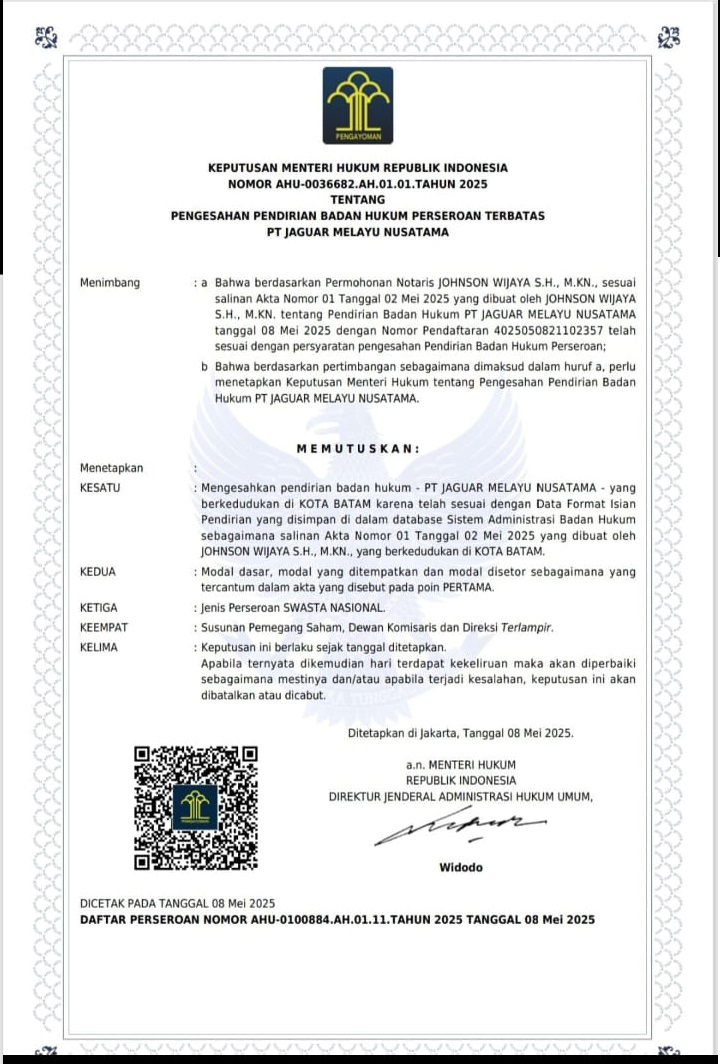 PENGAYOMAN
KEPUTUSAN MENTERI HUKUM REPUBLIK INDONESIA
NOMOR AHU-0036682.AH.01.01.TAHUN 2025
TENTANG
PENGESAHAN PENDIRIAN BADAN HUKUM PERSEROAN TERBATAS
PT JAGUAR MELAYU NUSATAMA
Menimbang : a Bahwa berdasarkan Permohonan Notaris JOHNSON WIJAYA S.H., M.KN., sesuai
salinan Akta Nomor 01 Tanggal 02 Mei 2025 yang dibuat oleh JOHNSON WIJAYA
S.H., M.KN. tentang Pendirian Badan Hukum PT JAGUAR MELAYU NUSATAMA
tanggal 08 Mei 2025 dengan Nomor Pendaftaran 4025050821102357 telah
sesuai dengan persyaratan pengesahan Pendirian Badan Hukum Perseroan;
b Bahwa berdasarkan pertimbangan sebagaimana dimaksud dalam huruf a, perlu
menetapkan Keputusan Menteri Hukum tentang Pengesahan Pendirian Badan
Hukum PT JAGUAR MELAYU NUSATAMA.
M E M U T U S K A N :
Menetapkan :
KESATU : Mengesahkan pendirian badan hukum - PT JAGUAR MELAYU NUSATAMA - yang
berkedudukan di KOTA BATAM karena telah sesuai dengan Data Format Isian
Pendirian yang disimpan di dalam database Sistem Administrasi Badan Hukum
sebagaimana salinan Akta Nomor 01 Tanggal 02 Mei 2025 yang dibuat oleh
JOHNSON WIJAYA S.H., M.KN., yang berkedudukan di KOTA BATAM.
KEDUA : Modal dasar, modal yang ditempatkan dan modal disetor sebagaimana yang
tercantum dalam akta yang disebut pada poin PERTAMA.
KETIGA : Jenis Perseroan SWASTA NASIONAL.
KEEMPAT : Susunan Pemegang Saham, Dewan Komisaris dan Direksi Terlampir.
KELIMA : Keputusan ini berlaku sejak tanggal ditetapkan.
Apabila ternyata dikemudian hari terdapat kekeliruan maka akan diperbaiki
sebagaimana mestinya dan/atau apabila terjadi kesalahan, keputusan ini akan
dibatalkan atau dicabut.
Ditetapkan di Jakarta, Tanggal 08 Mei 2025.
a.n. MENTERI HUKUM
REPUBLIK INDONESIA
DIREKTUR JENDERAL ADMINISTRASI HUKUM UMUM,
PENGAYOMAN
Widodo
DICETAK PADA TANGGAL 08 Mei 2025
DAFTAR PERSEROAN NOMOR AHU-0100884.AH.01.11.TAHUN 2025 TANGGAL 08 Mei 2025